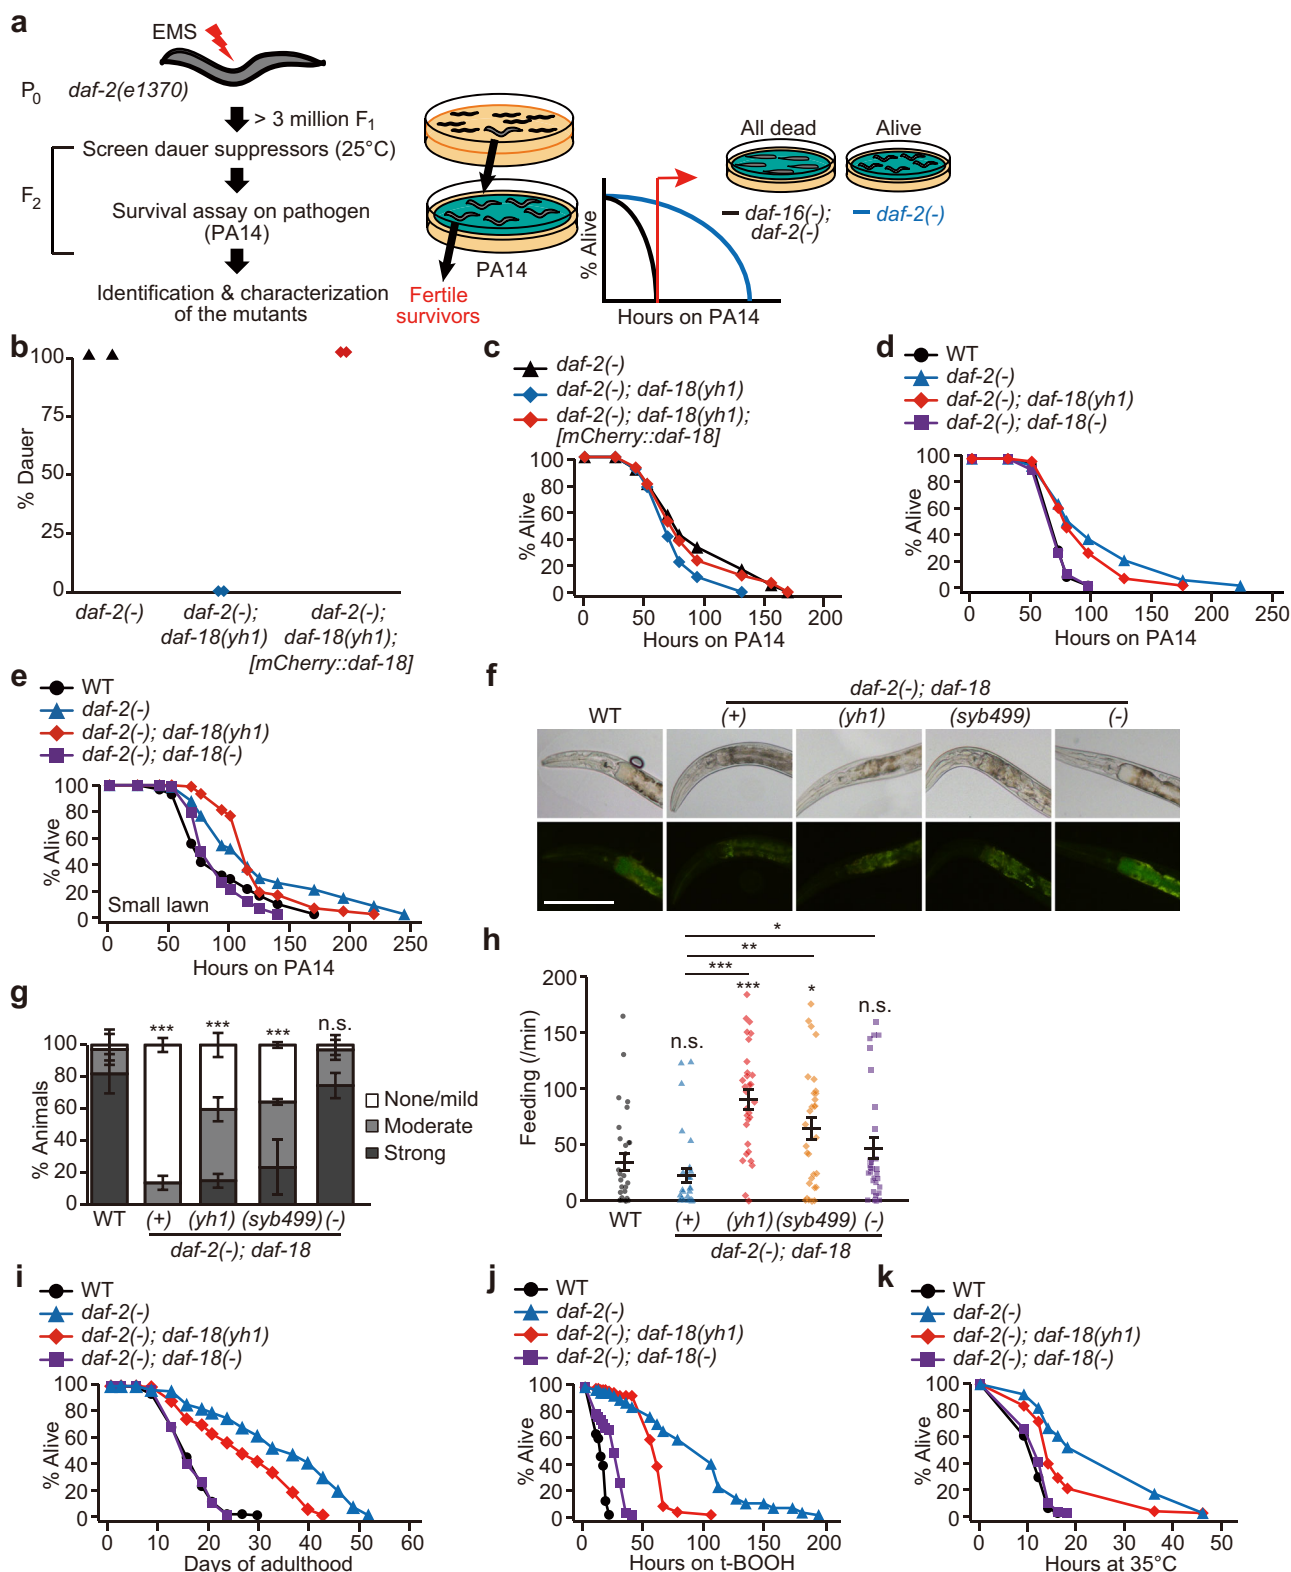 a
EMS
P0 daf-2(e1370)
> 3 million F1
Screen dauer suppressors (25°C)
F2
Survival assay on pathogen
(PA14)
Identification & characterization
of the mutants
PA14
Fertile
survivors
% Alive
Hours on PA14
All dead
Alive
daf-16(-);
daf-2(-)
daf-2(-)
b
% Dauer
100
75
50
25
0
daf-2(-)
daf-2(-);
daf-18(yh1)
daf-2(-);
daf-18(yh1);
[mCherry::daf-18]
c
daf-2(-)
daf-2(-); daf-18(yh1)
daf-2(-); daf-18(yh1);
[mCherry::daf-18]
% Alive
100
80
60
40
20
0
0 50 100 150 200
Hours on PA14
d
WT
daf-2(-)
daf-2(-); daf-18(yh1)
daf-2(-); daf-18(-)
% Alive
100
80
60
40
20
0
0 50 100 150 200 250
Hours on PA14
e
WT
daf-2(-)
daf-2(-); daf-18(yh1)
daf-2(-); daf-18(-)
% Alive
100
80
60
40
20
0
Small lawn
0 50 100 150 200 250
Hours on PA14
f
daf-2(-); daf-18
WT (+) (yh1) (syb499) (-)
g
% Animals
100
80
60
40
20
0
*** *** *** n.s.
None/mild
Moderate
Strong
WT (+) (yh1) (syb499) (-)
daf-2(-); daf-18
h
Feeding (/min)
200
150
100
50
0
*
**
***
n.s. *** * n.s.
WT (+) (yh1) (syb499) (-)
daf-2(-); daf-18
i
WT
daf-2(-)
daf-2(-); daf-18(yh1)
daf-2(-); daf-18(-)
% Alive
100
80
60
40
20
0
0 10 20 30 40 50 60
Days of adulthood
j
WT
daf-2(-)
daf-2(-); daf-18(yh1)
daf-2(-); daf-18(-)
% Alive
100
80
60
40
20
0
0 50 100 150 200
Hours on t-BOOH
k
WT
daf-2(-)
daf-2(-); daf-18(yh1)
daf-2(-); daf-18(-)
% Alive
100
80
60
40
20
0
0 10 20 30 40 50
Hours at 35°C